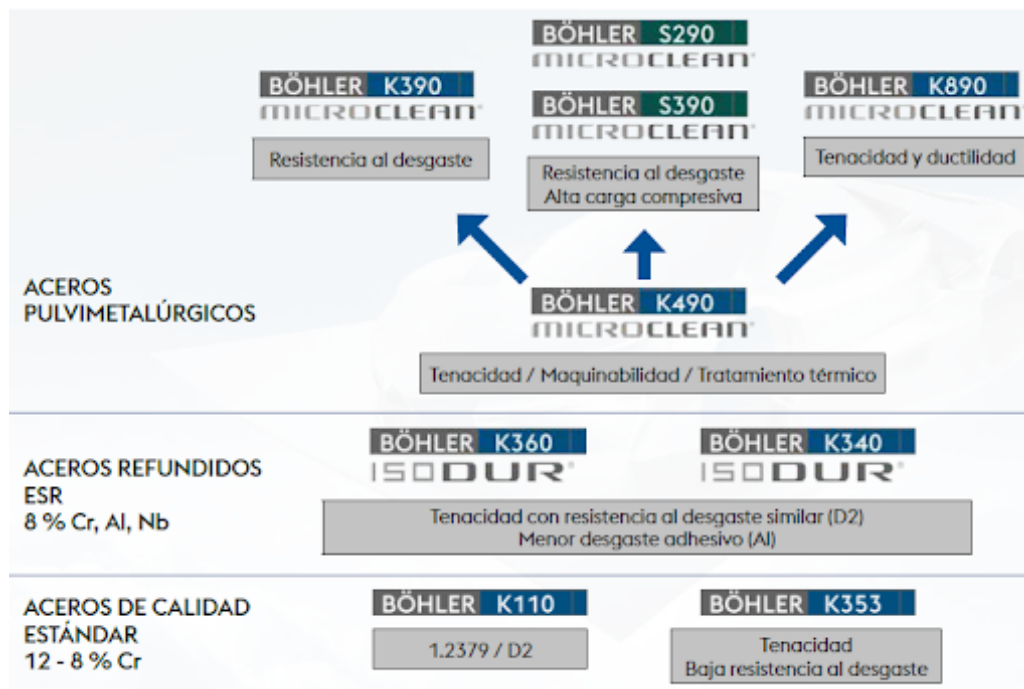 BÖHLER S290
MICROCLEAN®
BÖHLER K390
MICROCLEAN®
BÖHLER S390
MICROCLEAN®
BÖHLER K890
MICROCLEAN®
Resistencia al desgaste
Resistencia al desgaste
Alta carga compresiva
Tenacidad y ductilidad
ACEROS
PULVIMETALÚRGICOS
BÖHLER K490
MICROCLEAN®
Tenacidad / Maquinabilidad / Tratamiento térmico
ACEROS REFUNDIDOS
ESR
8 % Cr, Al, Nb
BÖHLER K360
ISODUR®
BÖHLER K340
ISODUR®
Tenacidad con resistencia al desgaste similar (D2)
Menor desgaste adhesivo (Al)
ACEROS DE CALIDAD
ESTÁNDAR
12 - 8 % Cr
BÖHLER K110
1.2379 / D2
BÖHLER K353
Tenacidad
Baja resistencia al desgaste